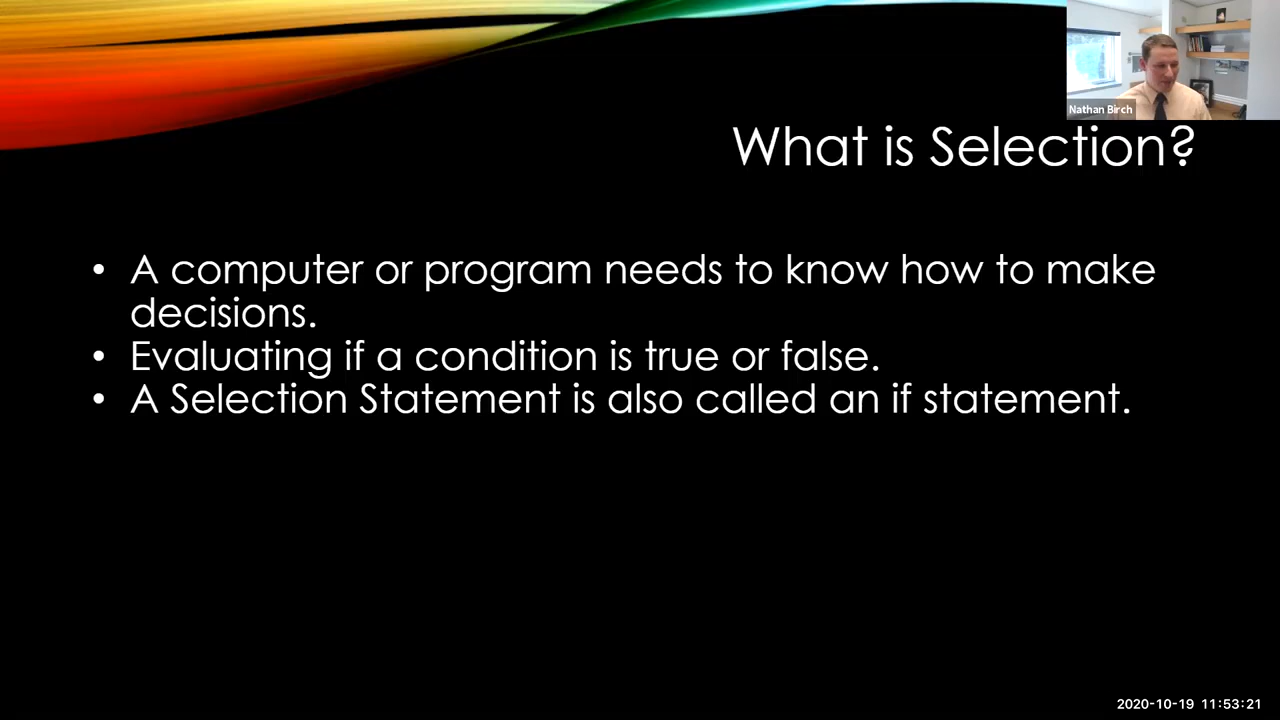 Nathan Birch
What is Selection?
• A computer or program needs to know how to make
decisions.
• Evaluating if a condition is true or false.
• A Selection Statement is also called an if statement.
2020-10-19 11:53:21